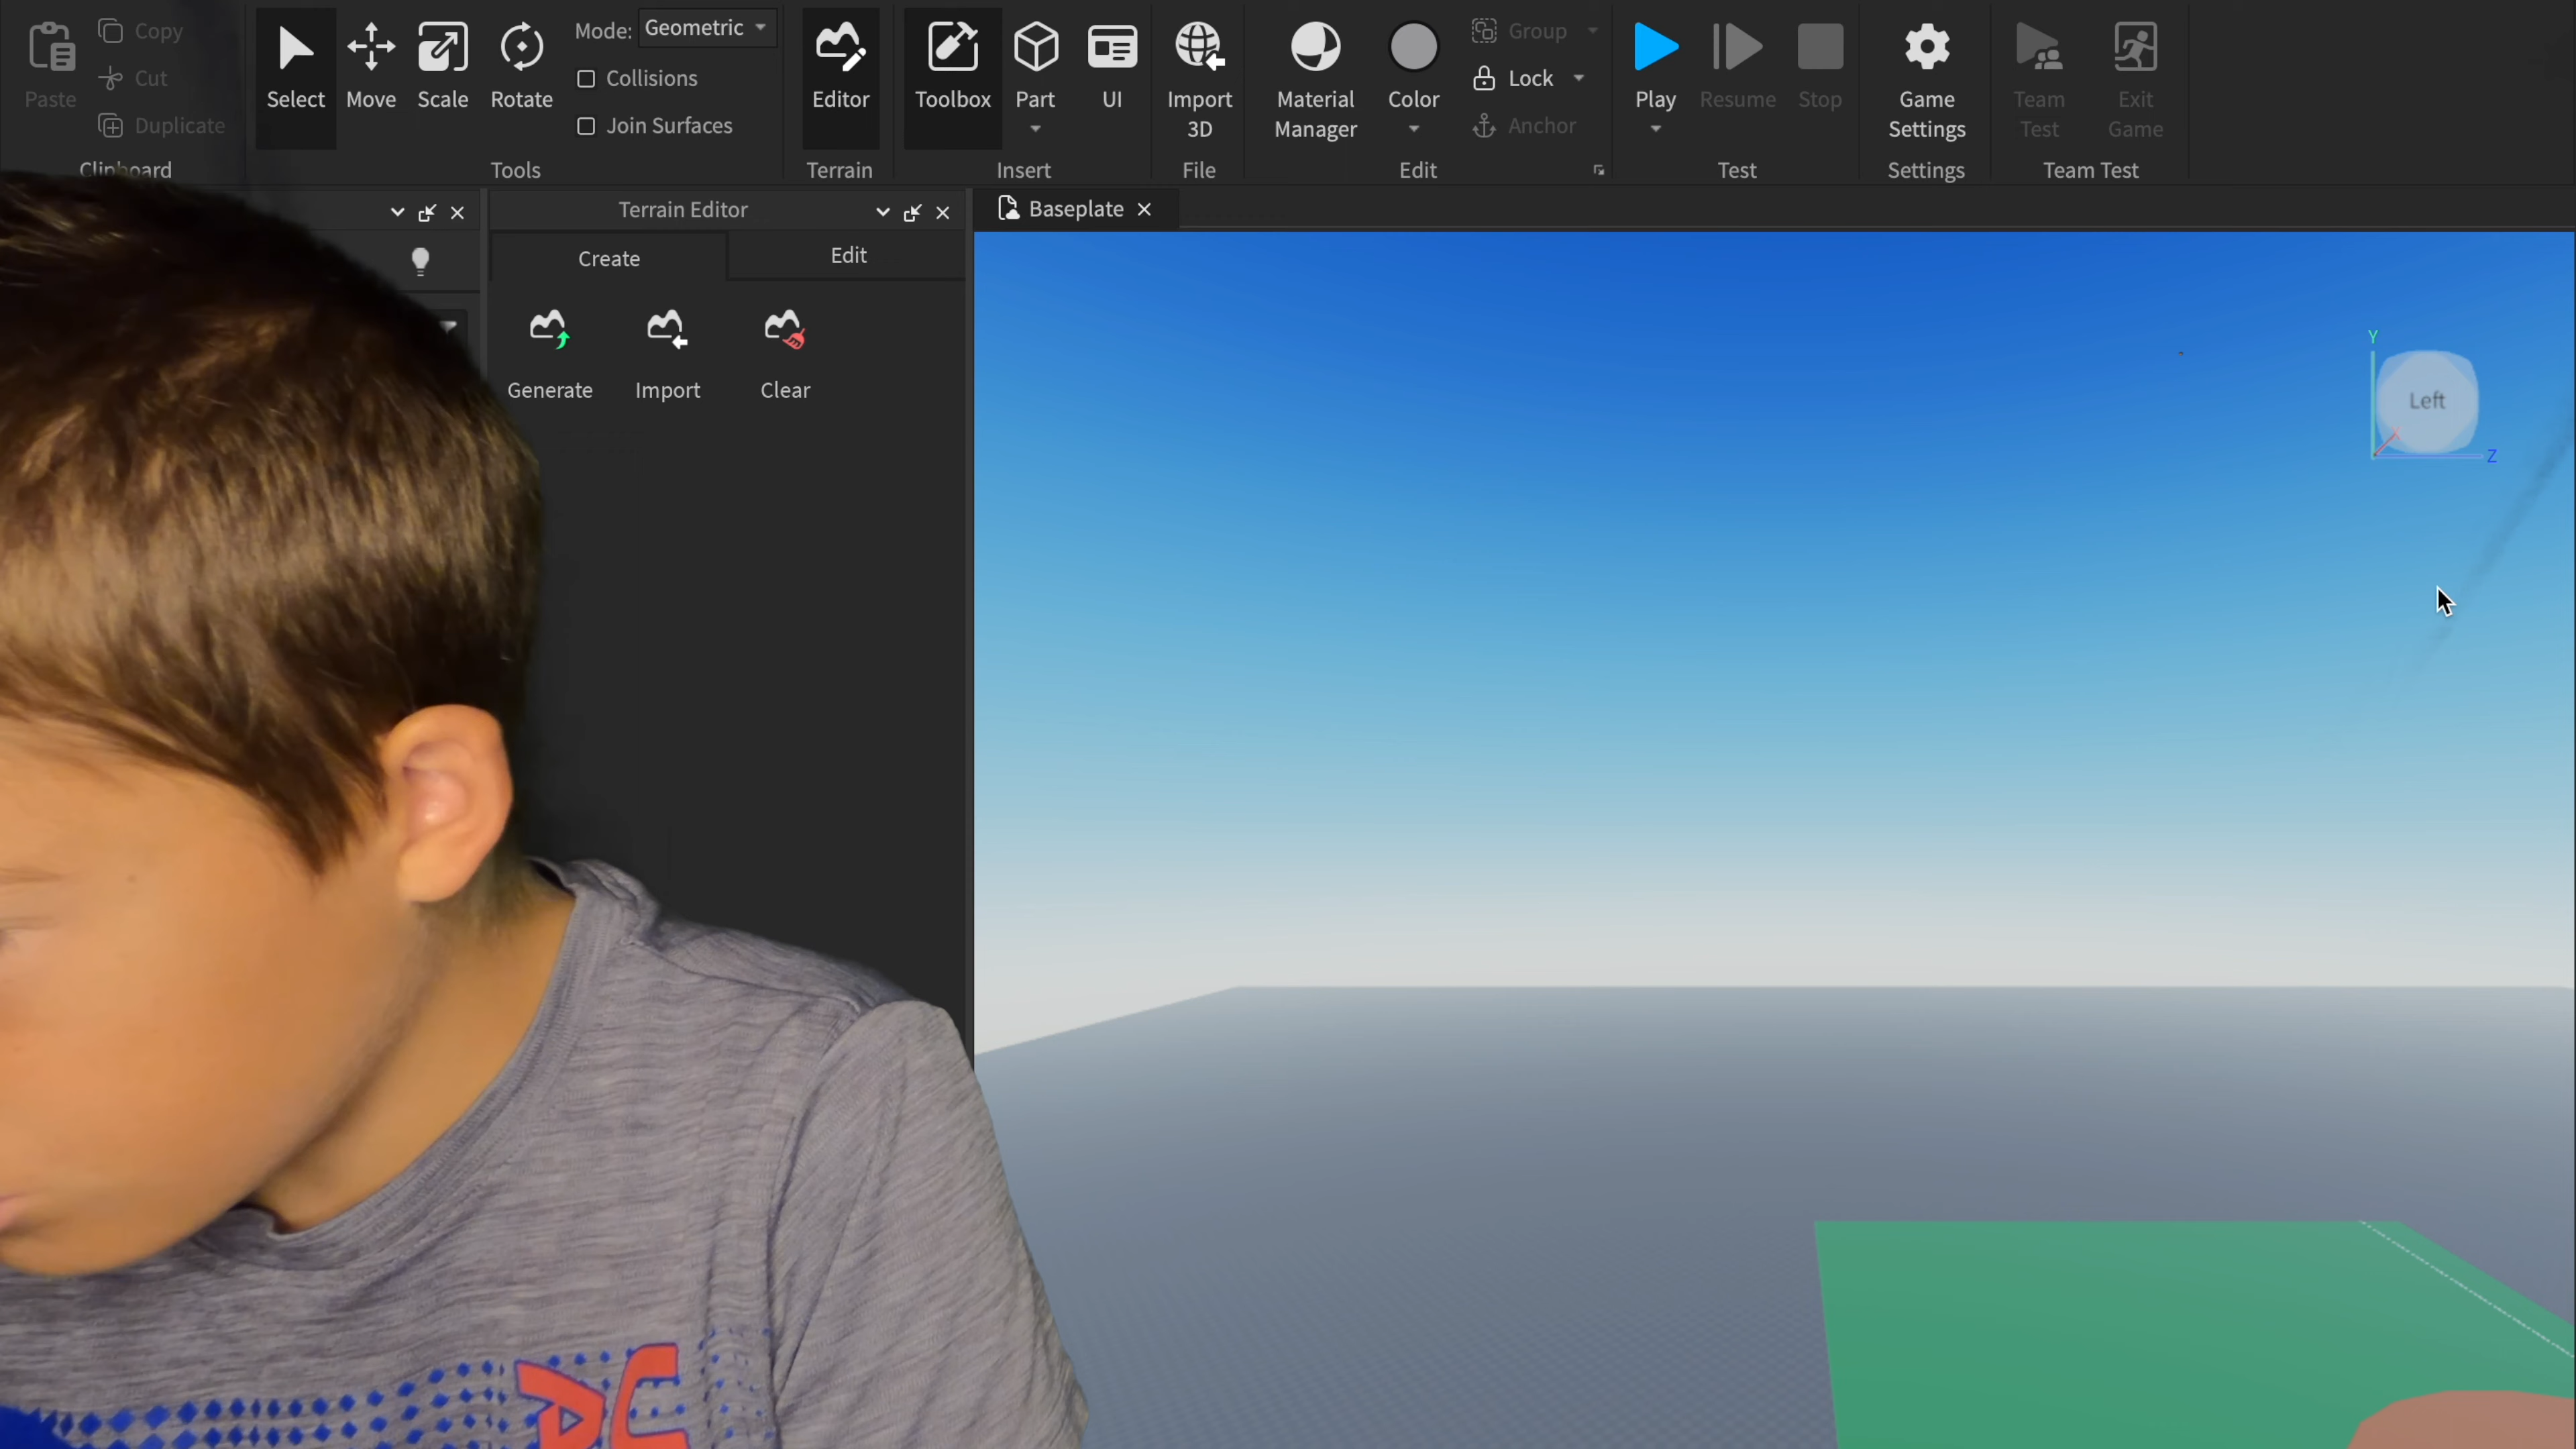 Paste
Copy
Cut
Duplicate
Clipboard
Select
Move
Scale
Rotate
Mode: Geometric
Collisions
Join Surfaces
Tools
Editor
Terrain
Toolbox
Part
UI
Insert
Import
3D
File
Material
Manager
Color
Group
Lock
Anchor
Edit
Play
Resume
Stop
Test
Game
Settings
Settings
Team
Test
Exit
Game
Team Test
Terrain Editor
Create
Edit
Generate
Import
Clear
Baseplate
Y
Left
X
Z